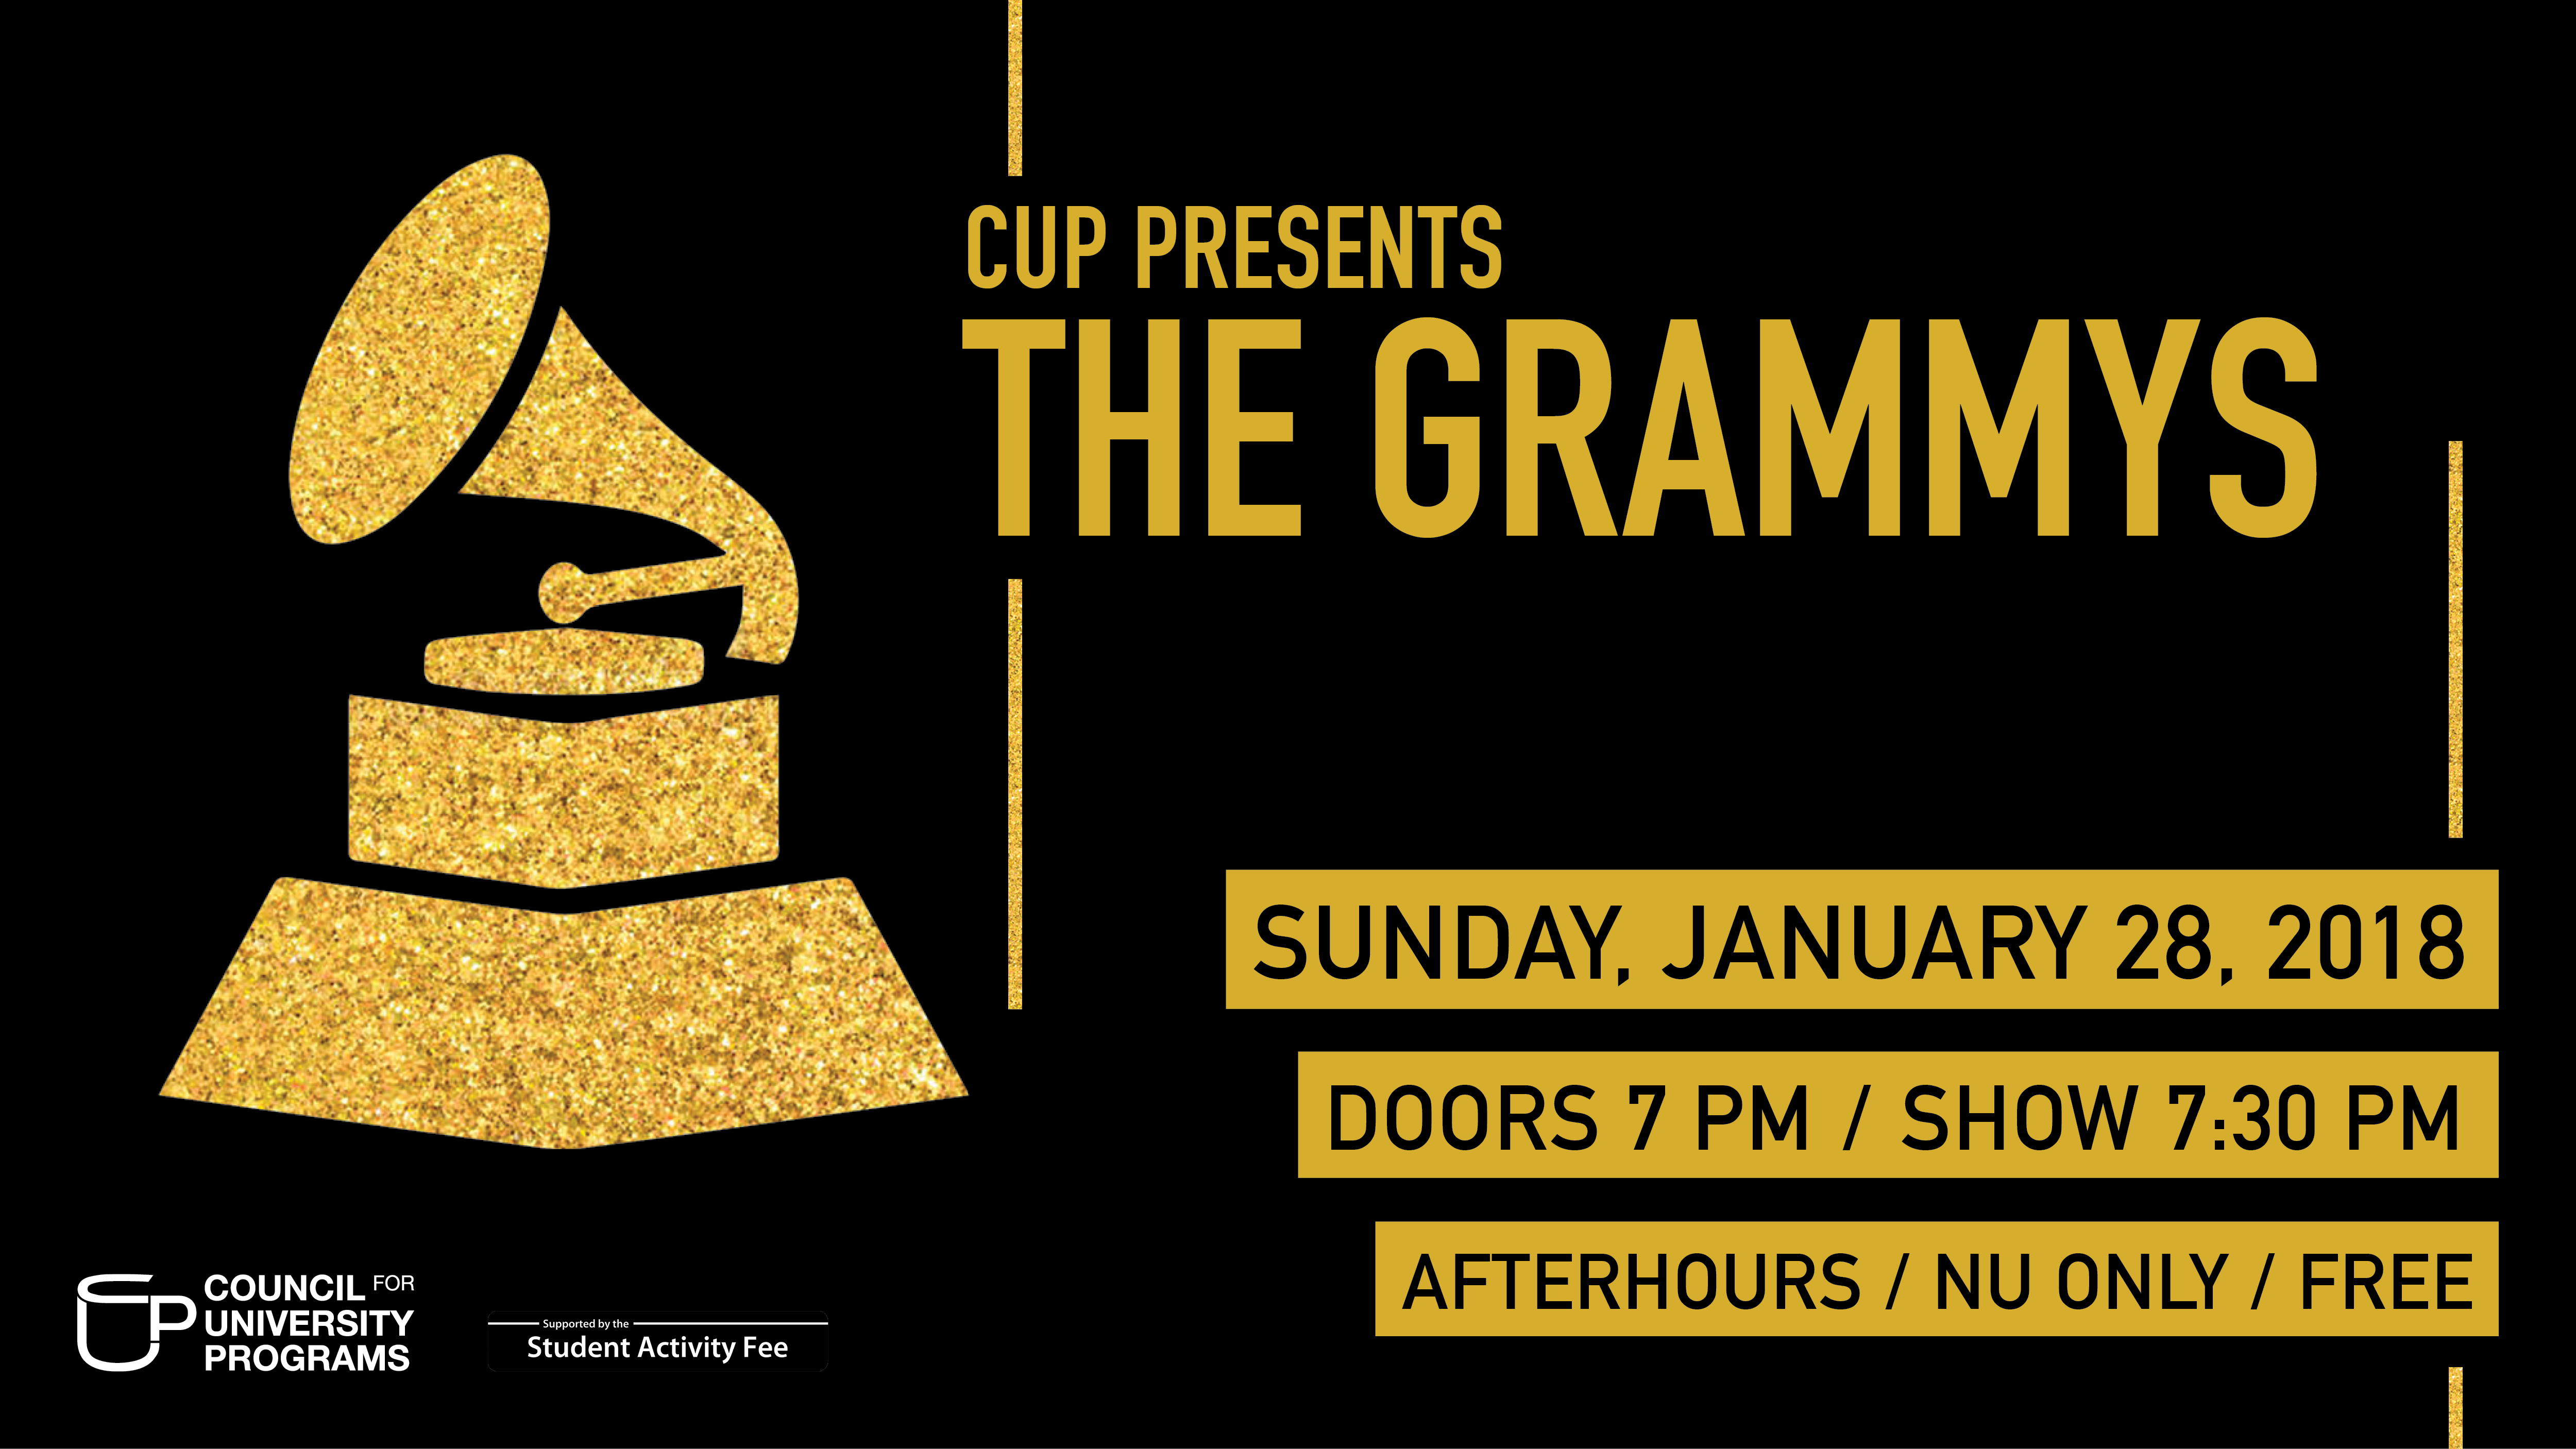 CUP PRESENTS
THE GRAMMYS
SUNDAY, JANUARY 28, 2018
DOORS 7 PM / SHOW 7:30 PM
AFTERHOURS / NU ONLY / FREE
CUP
COUNCIL FOR
UNIVERSITY
PROGRAMS
Supported by the
Student Activity Fee